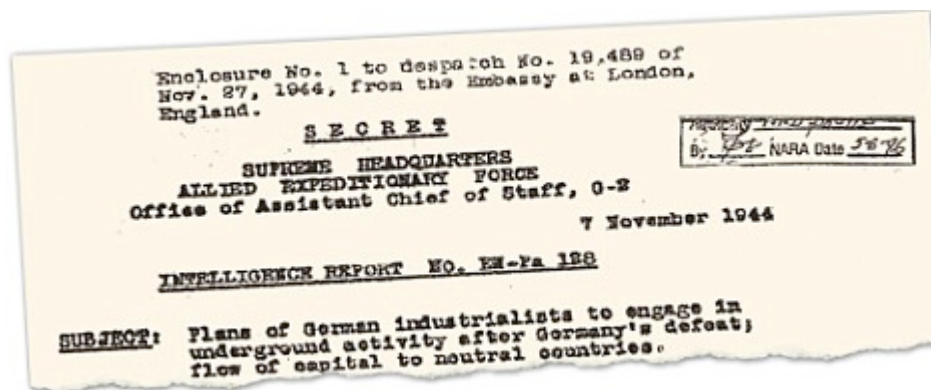 Enclosure No. 1 to despatch No. 19,489 of
Nov. 27, 1944, from the Embassy at London,
England.
SECRET
By NARA Date 5-8-96
SUPREME HEADQUARTERS
ALLIED EXPEDITIONARY FORCE
Office of Assistant Chief of Staff, G-2
7 November 1944
INTELLIGENCE REPORT NO. EW-Pa 128
SUBJECT: Plans of German industrialists to engage in
underground activity after Germany's defeat;
flow of capital to neutral countries.